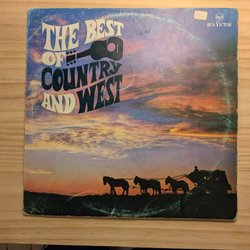 THE BEST
OF
COUNTRY
AND WEST
RCA VICTOR